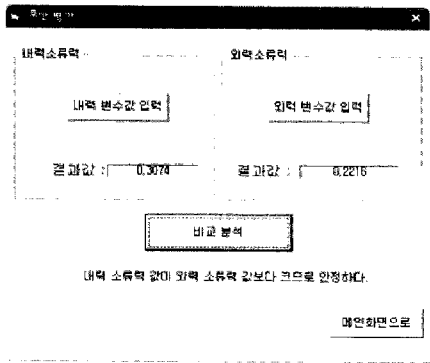 내력소류력
외력소류력
내력 변수값 입력
외력 변수값 입력
결과값 : 0,3074
결과값 : 0,2216
비교 분석
내력 소류력 값이 외력 소류력 값보다 크므로 안정하다.
메인화면으로